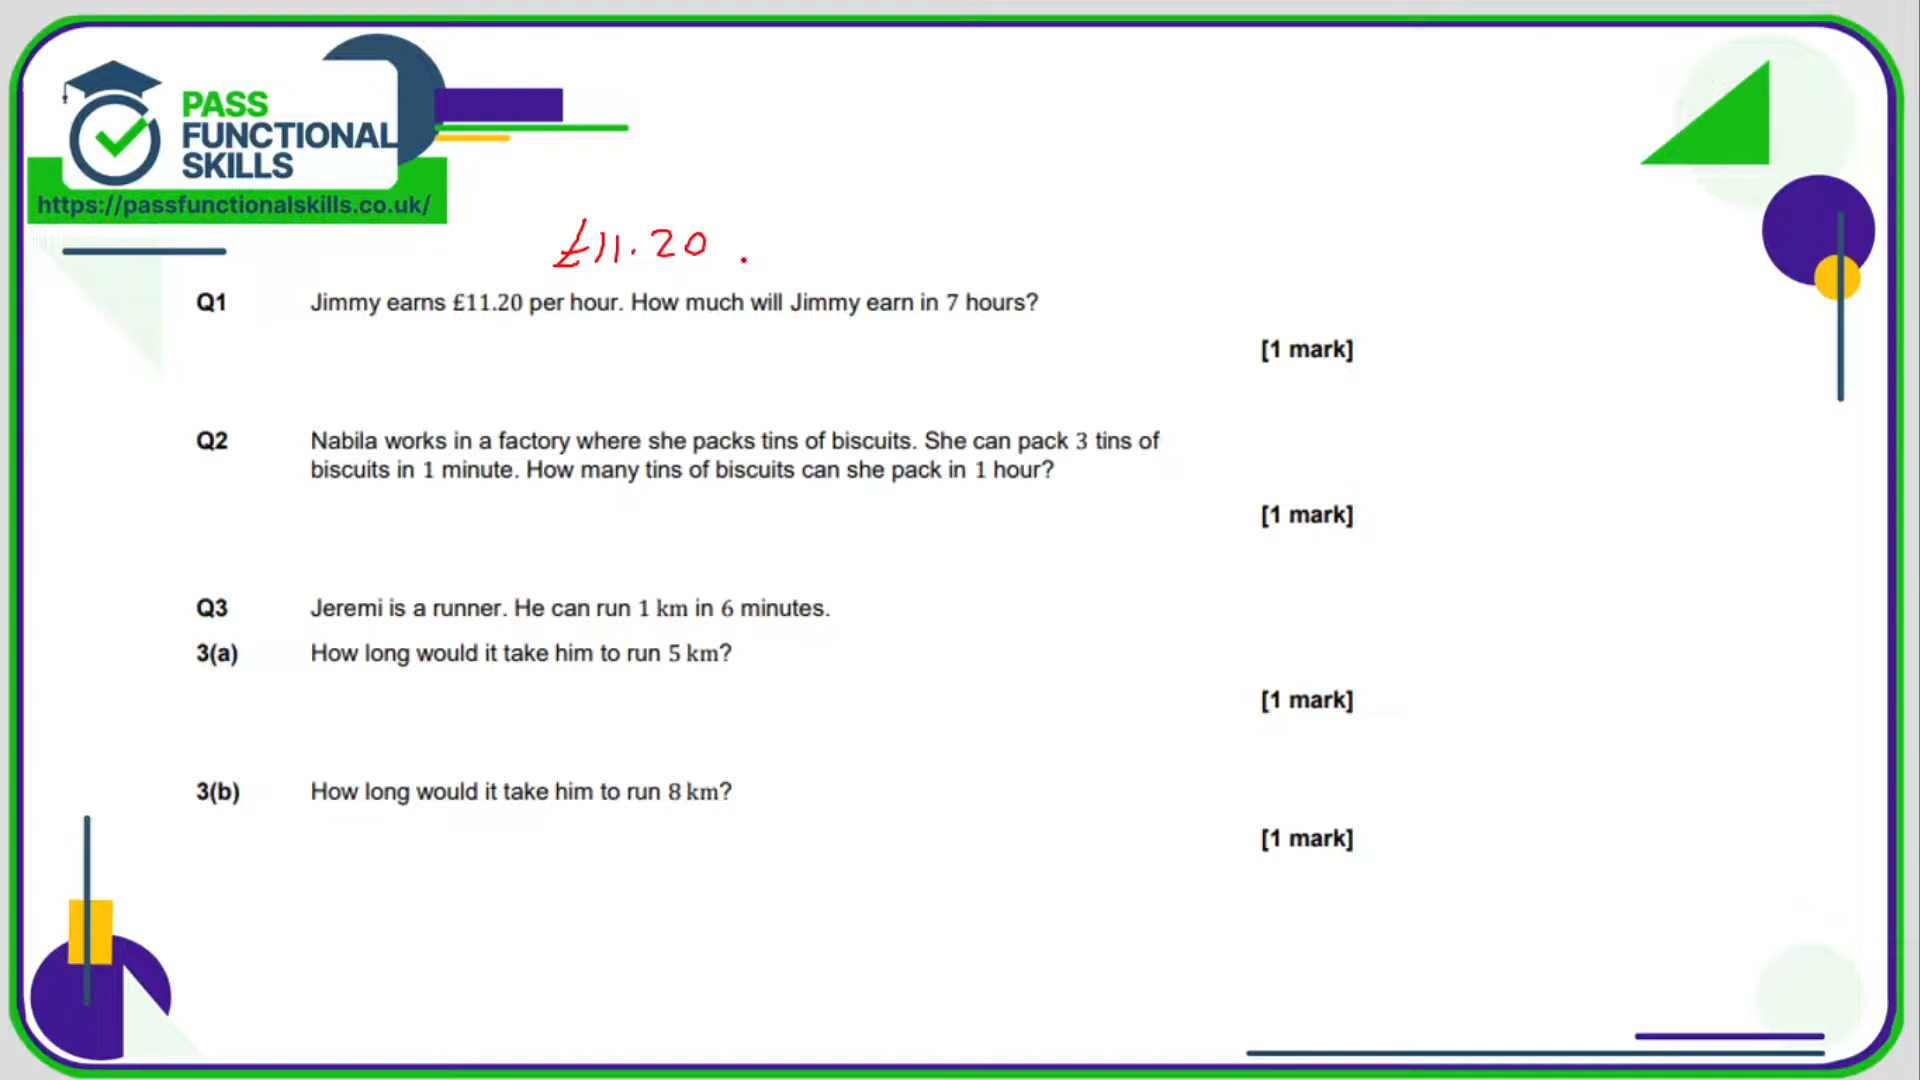 PASS
FUNCTIONAL
SKILLS
https://passfunctionalskills.co.uk/
£11.20 .
Q1 Jimmy earns £11.20 per hour. How much will Jimmy earn in 7 hours?
[1 mark]
Q2 Nabila works in a factory where she packs tins of biscuits. She can pack 3 tins of
biscuits in 1 minute. How many tins of biscuits can she pack in 1 hour?
[1 mark]
Q3 Jeremi is a runner. He can run 1 km in 6 minutes.
3(a) How long would it take him to run 5 km?
[1 mark]
3(b) How long would it take him to run 8 km?
[1 mark]